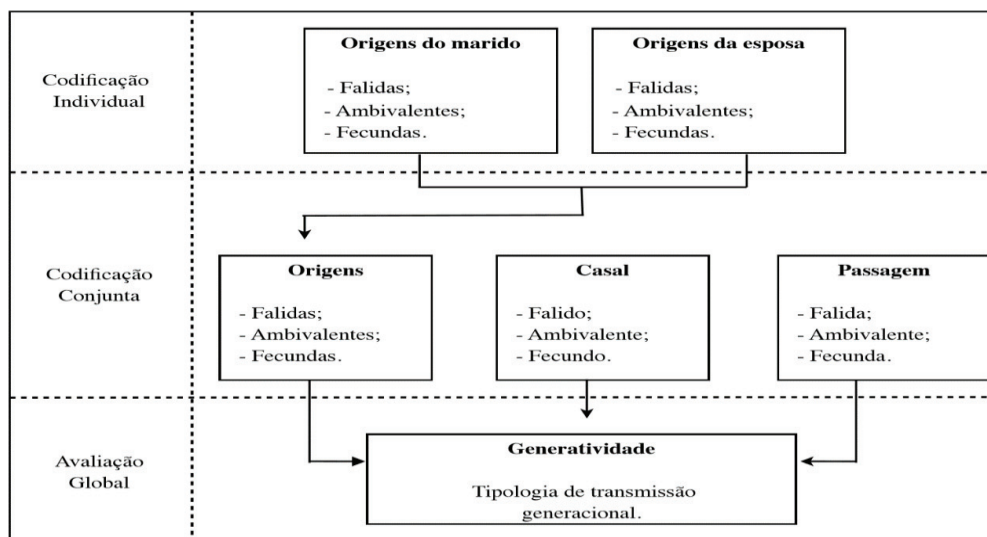 Codificação
Individual
Origens do marido
- Falidas;
- Ambivalentes;
- Fecundas.
Origens da esposa
- Falidas;
- Ambivalentes;
- Fecundas.
Codificação
Conjunta
Origens
- Falidas;
- Ambivalentes;
- Fecundas.
Casal
- Falido;
- Ambivalente;
- Fecundo.
Passagem
- Falida;
- Ambivalente;
- Fecunda.
Avaliação
Global
Generatividade
Tipologia de transmissão
generacional.